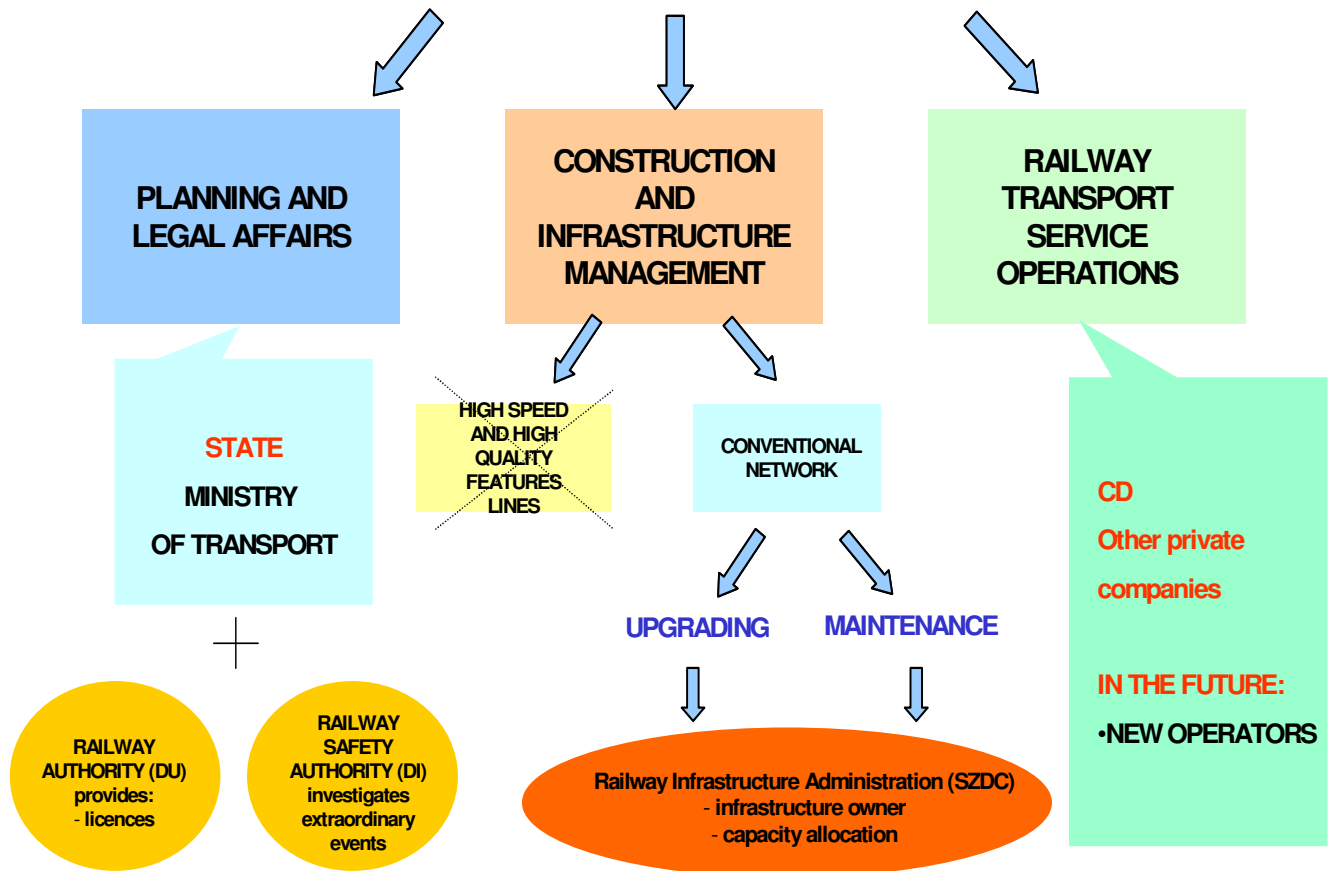 PLANNING AND
LEGAL AFFAIRS
CONSTRUCTION
AND
INFRASTRUCTURE
MANAGEMENT
RAILWAY
TRANSPORT
SERVICE
OPERATIONS
STATE
MINISTRY
OF TRANSPORT
HIGH SPEED
AND HIGH
QUALITY
FEATURES
LINES
CONVENTIONAL
NETWORK
CD
Other private
companies
IN THE FUTURE:
•NEW OPERATORS
UPGRADING
MAINTENANCE
RAILWAY
AUTHORITY (DU)
provides:
- licences
RAILWAY
SAFETY
AUTHORITY (DI)
investigates
extraordinary
events
Railway Infrastructure Administration (SZDC)
- infrastructure owner
- capacity allocation